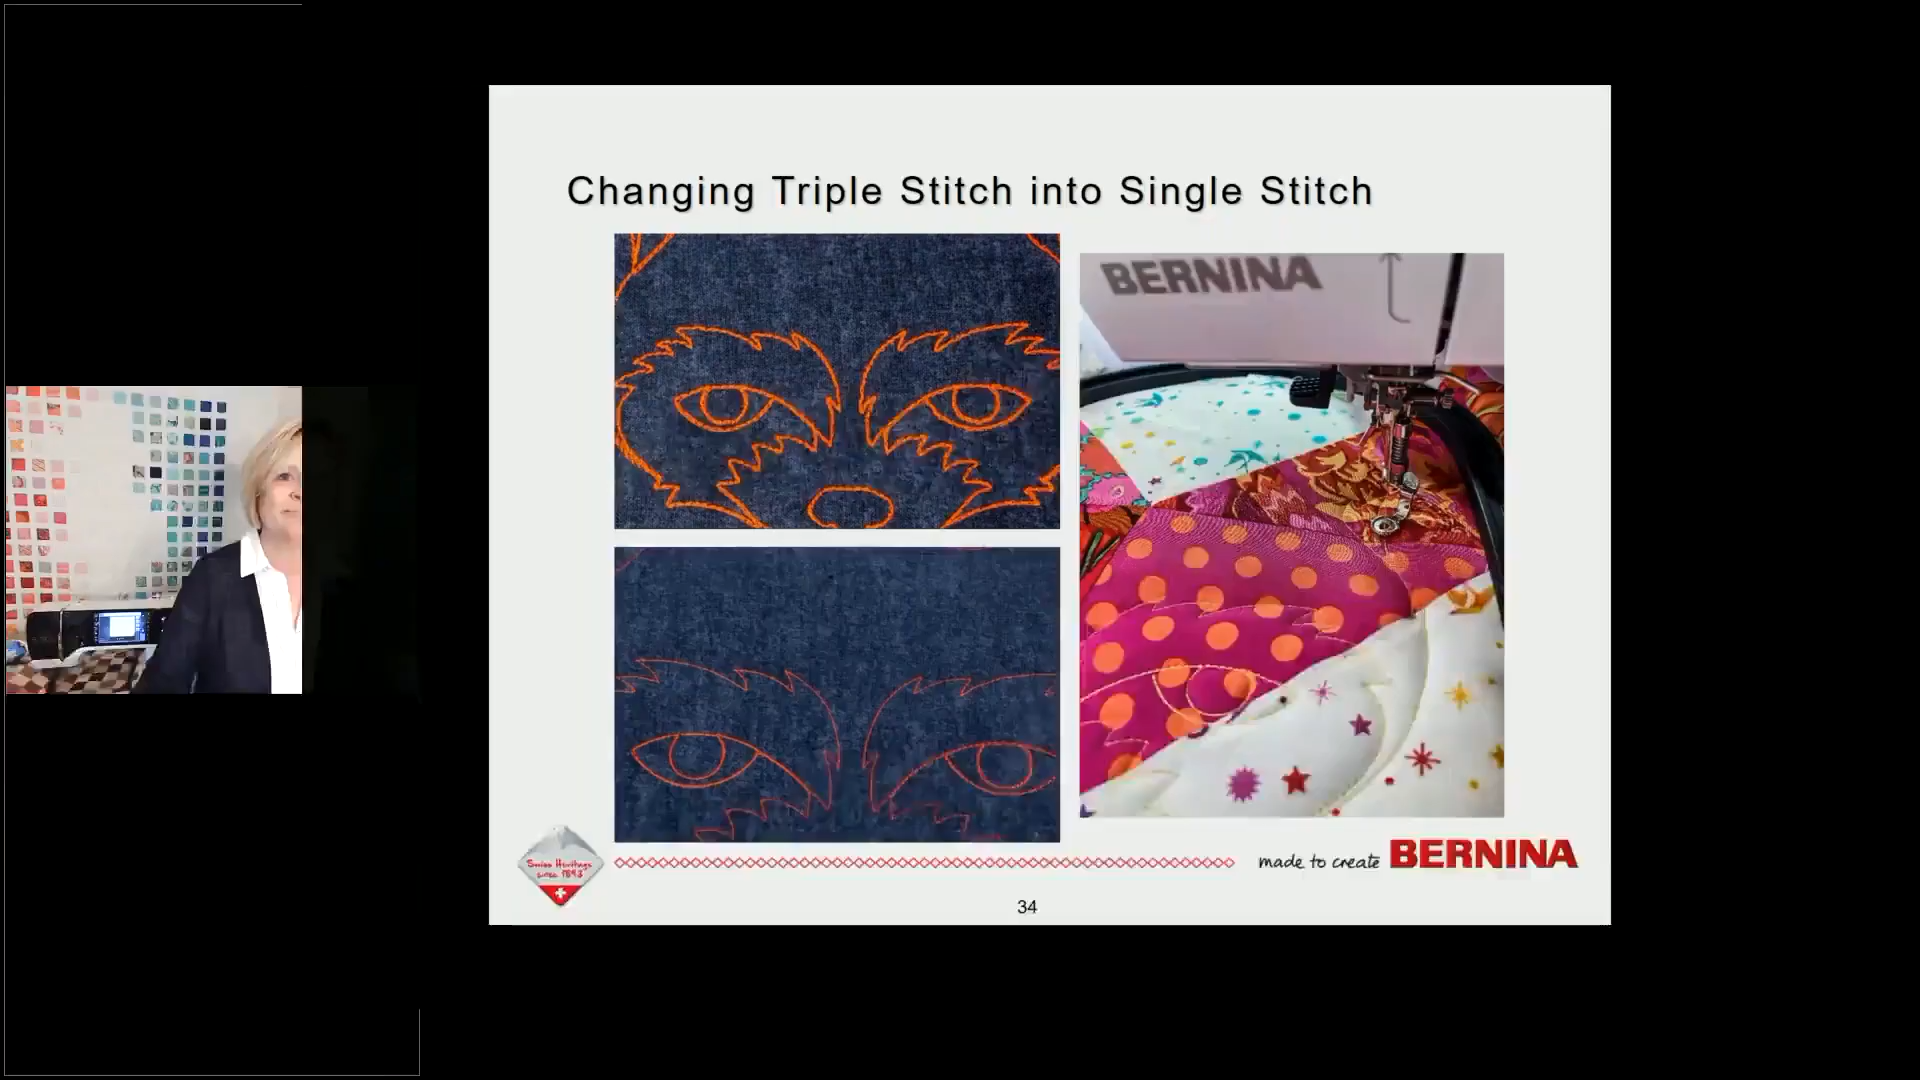 Changing Triple Stitch into Single Stitch
BERNINA
Swiss Heritage
since 1893
made to create BERNINA
34